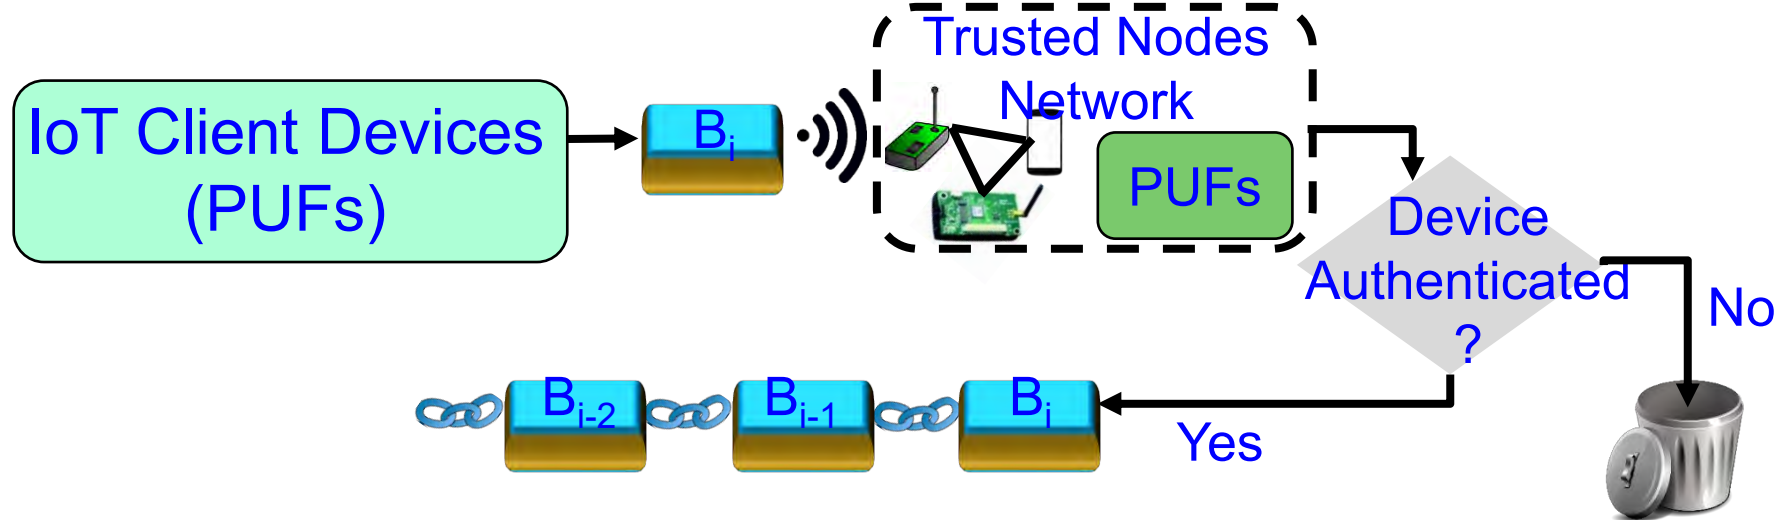 IoT Client Devices
(PUFs)
Bi
Trusted Nodes
Network
PUFs
Device
Authenticated
?
No
Yes
Bi-2
Bi-1
Bi